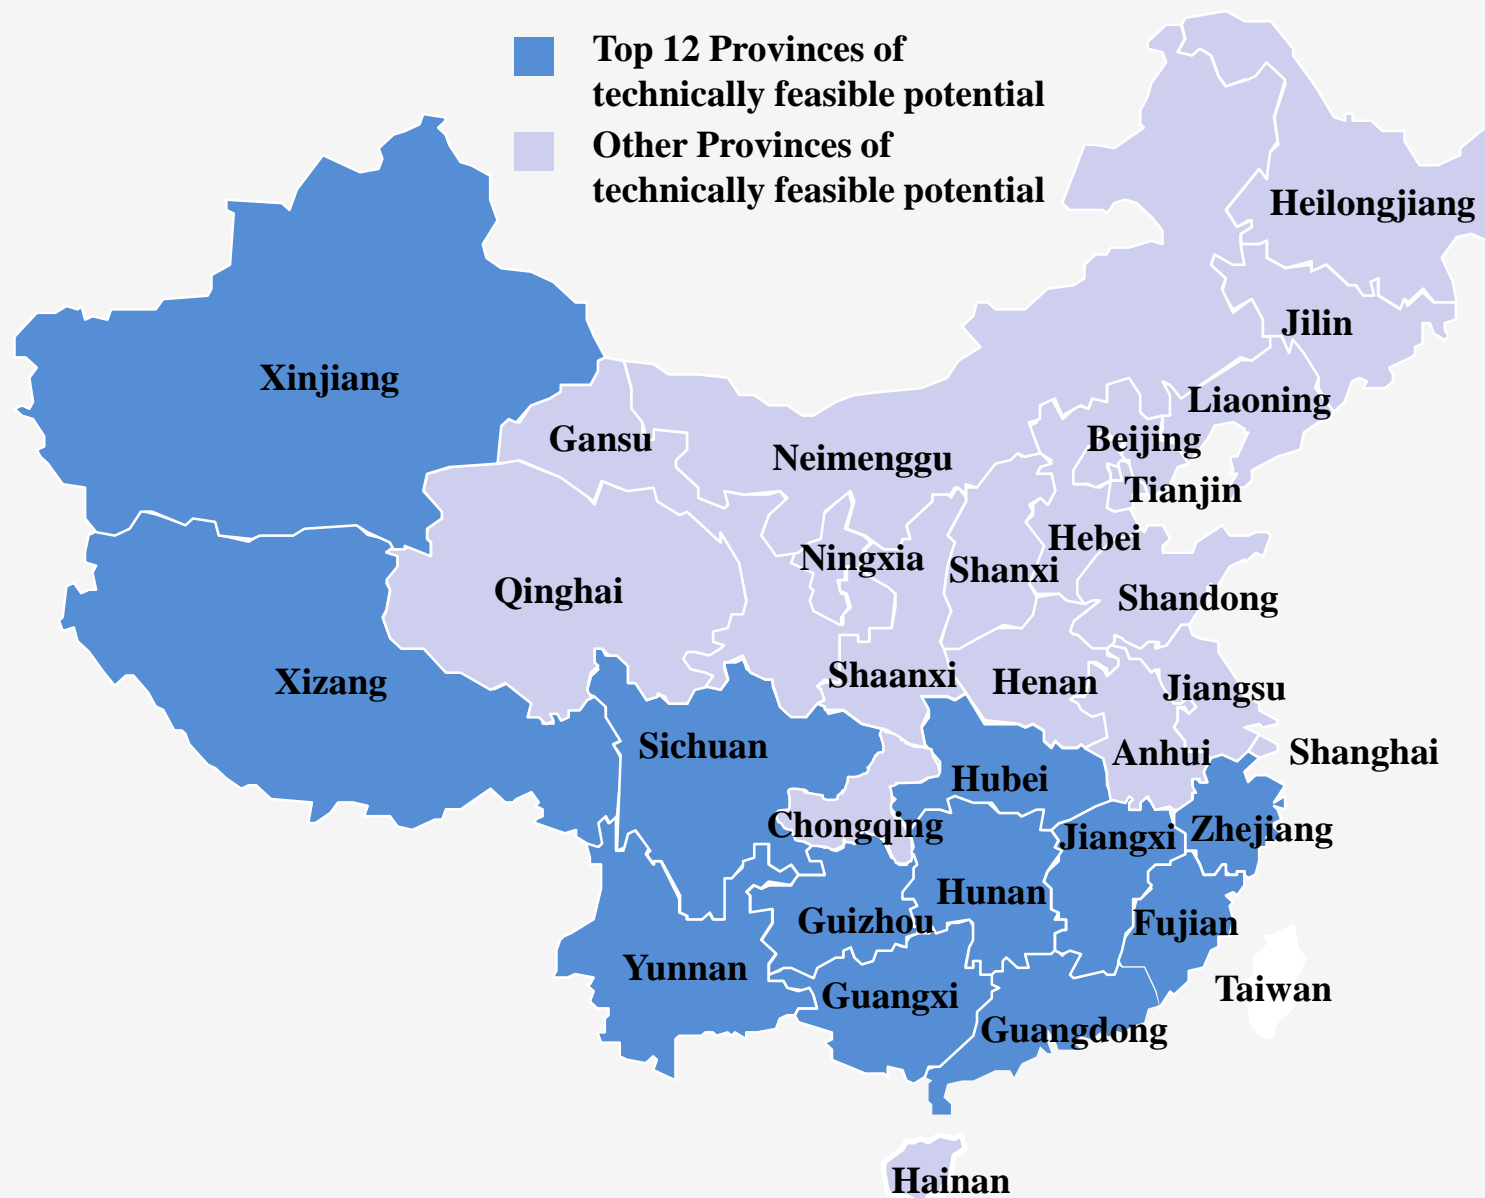 Top 12 Provinces of
technically feasible potential
Other Provinces of
technically feasible potential
Heilongjiang
Jilin
Xinjiang
Liaoning
Gansu
Beijing
Neimenggu
Tianjin
Hebei
Ningxia
Shanxi
Qinghai
Shandong
Xizang
Shaanxi
Henan
Jiangsu
Sichuan
Anhui
Shanghai
Hubei
Chongqing
Jiangxi
Zhejiang
Hunan
Guizhou
Fujian
Yunnan
Guangxi
Taiwan
Guangdong
Hainan